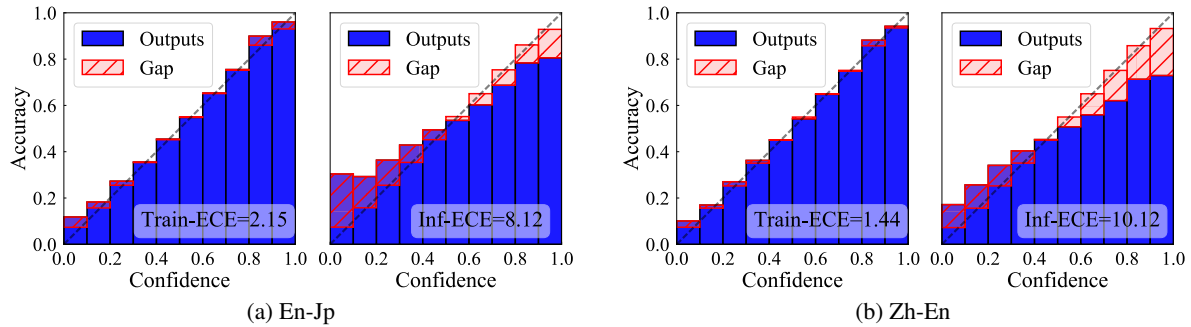 1.0
0.8
0.6
0.4
0.2
0.0
Accuracy
Outputs
Gap
Train-ECE=2.15
0.0 0.2 0.4 0.6 0.8 1.0
Confidence
Outputs
Gap
Inf-ECE=8.12
0.0 0.2 0.4 0.6 0.8 1.0
Confidence
(a) En-Jp
1.0
0.8
0.6
0.4
0.2
0.0
Accuracy
Outputs
Gap
Train-ECE=1.44
0.0 0.2 0.4 0.6 0.8 1.0
Confidence
Outputs
Gap
Inf-ECE=10.12
0.0 0.2 0.4 0.6 0.8 1.0
Confidence
(b) Zh-En